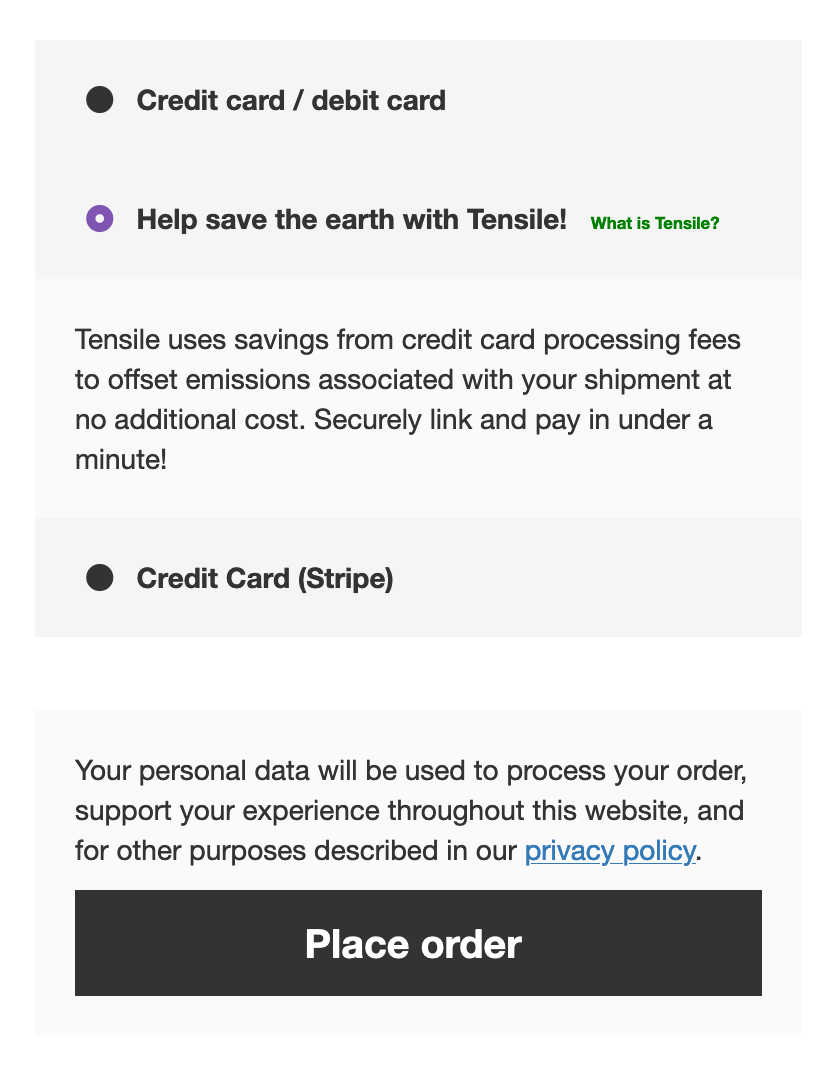 Credit card / debit card
Help save the earth with Tensile! What is Tensile?
Tensile uses savings from credit card processing fees
to offset emissions associated with your shipment at
no additional cost. Securely link and pay in under a
minute!
Credit Card (Stripe)
Your personal data will be used to process your order,
support your experience throughout this website, and
for other purposes described in our privacy policy.
Place order